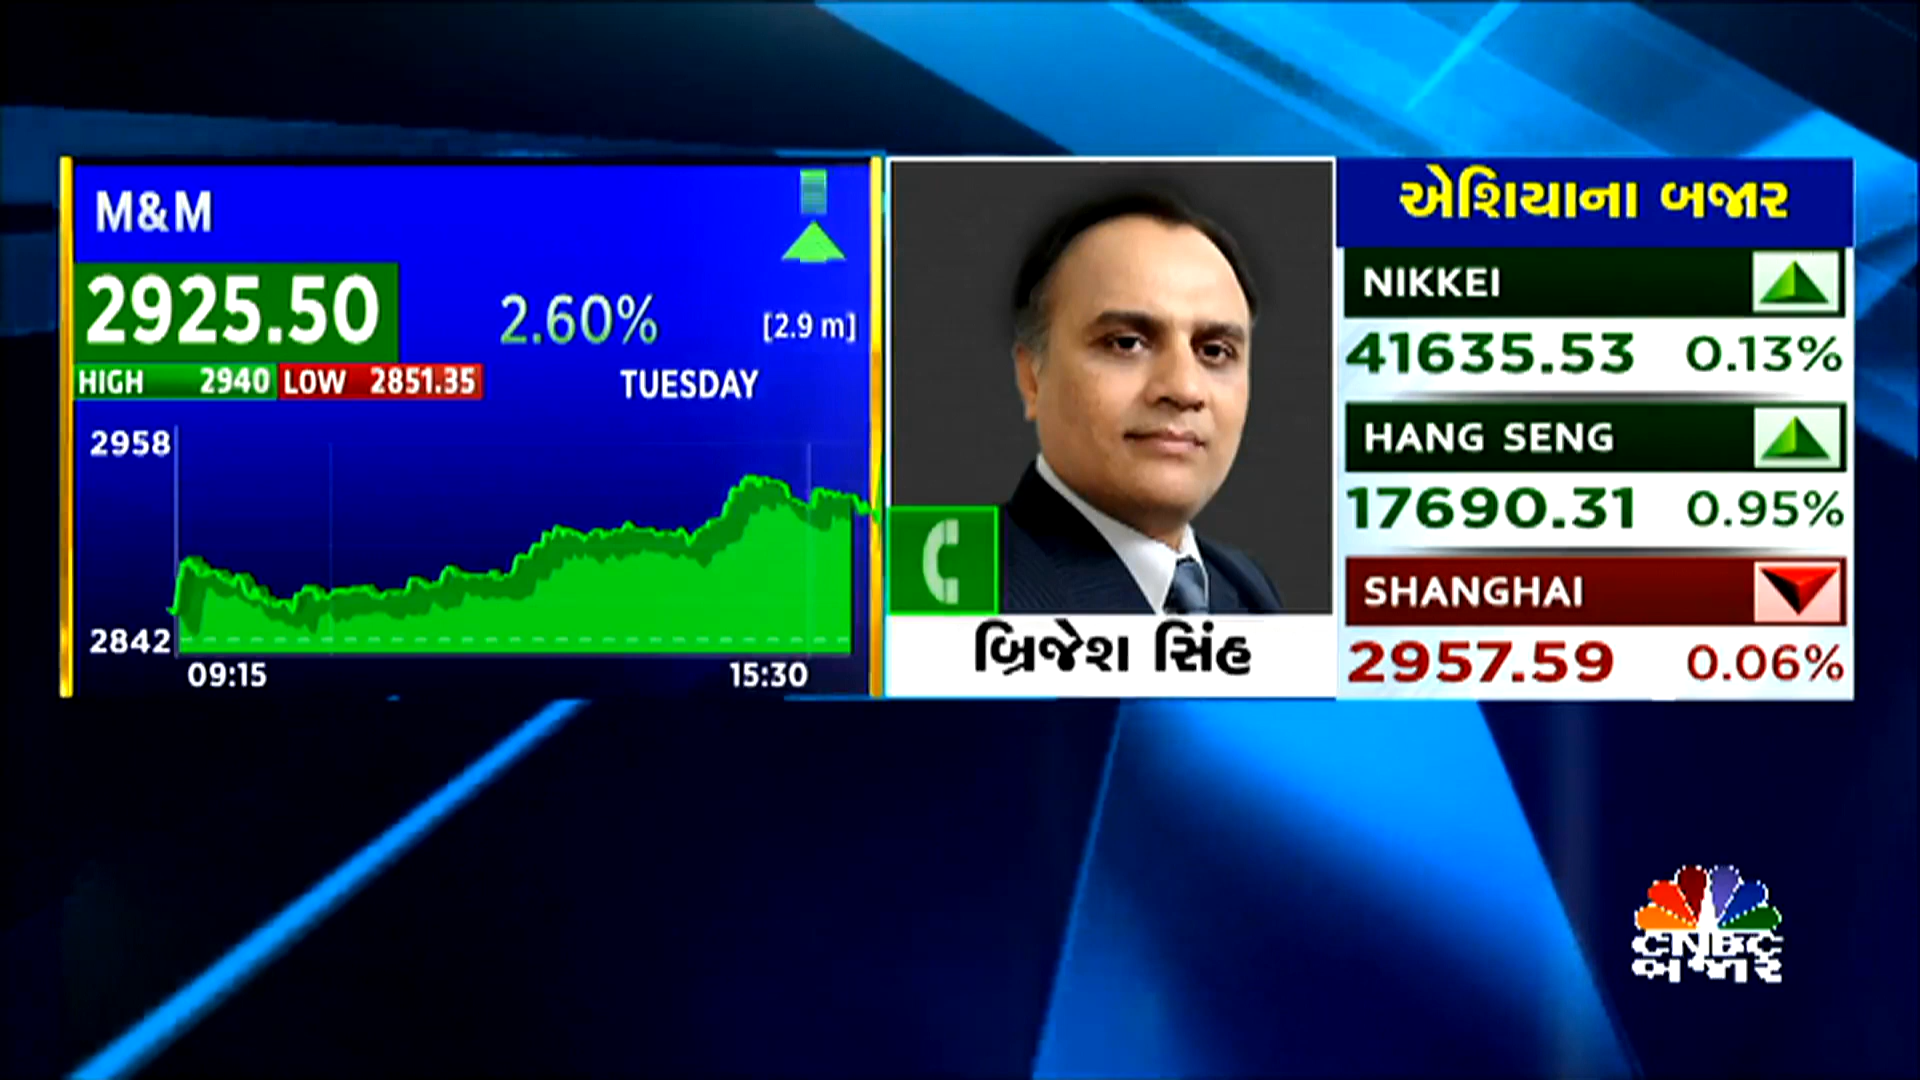 M&M
2925.50 2.60% [2.9 m]
HIGH 2940 LOW 2851.35 TUESDAY
2958
2842
09:15 15:30
બ્રિજેશ સિંહ
એશિયાના બજાર
NIKKEI
41635.53 0.13%
HANG SENG
17690.31 0.95%
SHANGHAI
2957.59 0.06%
CNBC
બજાર